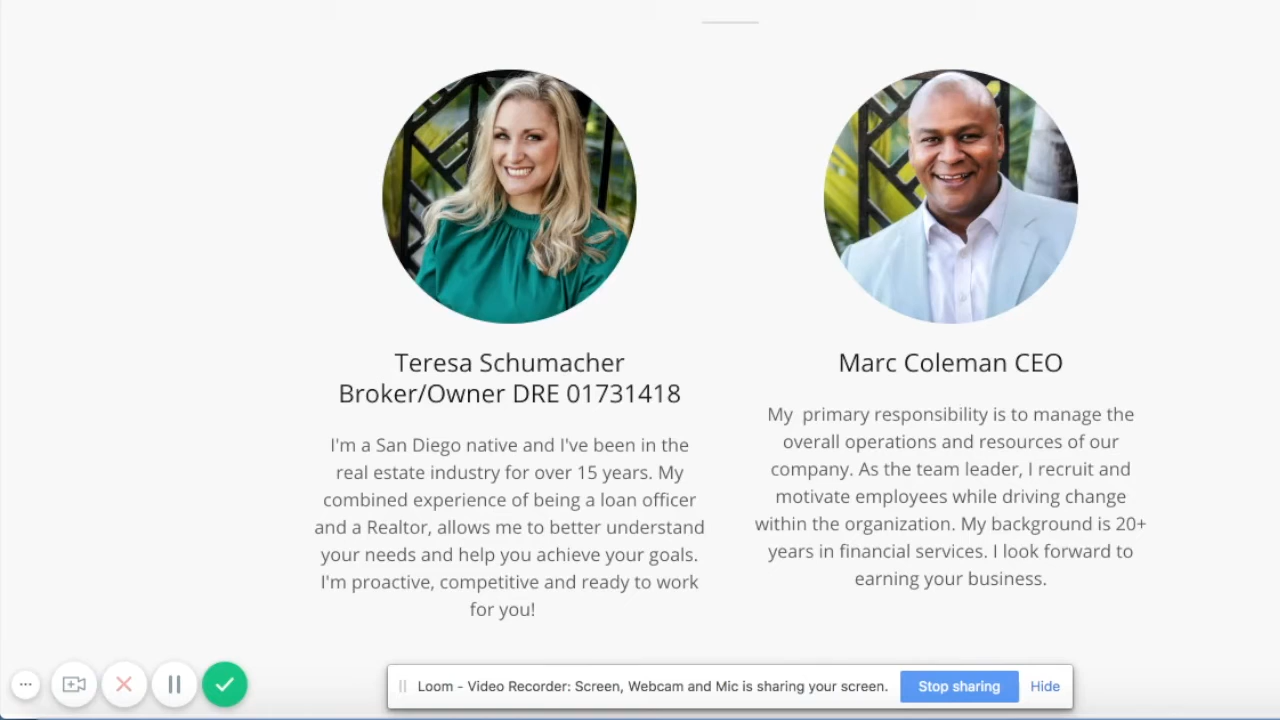 Teresa Schumacher
Broker/Owner DRE 01731418
I'm a San Diego native and I've been in the
real estate industry for over 15 years. My
combined experience of being a loan officer
and a Realtor, allows me to better understand
your needs and help you achieve your goals.
I'm proactive, competitive and ready to work
for you!
Marc Coleman CEO
My primary responsibility is to manage the
overall operations and resources of our
company. As the team leader, I recruit and
motivate employees while driving change
within the organization. My background is 20+
years in financial services. I look forward to
earning your business.
Loom - Video Recorder: Screen, Webcam and Mic is sharing your screen.
Stop sharing
Hide